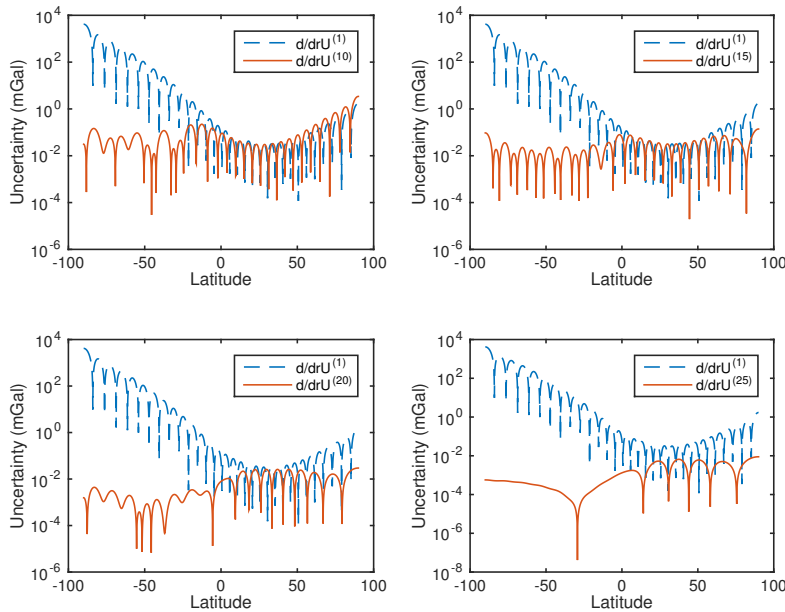 10^4
10^2
10^0
10^-2
10^-4
10^-6
-100
-50
0
50
100
Latitude
Uncertainty (mGal)
d/drU^(1)
d/drU^(10)
10^4
10^2
10^0
10^-2
10^-4
10^-6
-100
-50
0
50
100
Latitude
Uncertainty (mGal)
d/drU^(1)
d/drU^(15)
10^4
10^2
10^0
10^-2
10^-4
10^-6
-100
-50
0
50
100
Latitude
Uncertainty (mGal)
d/drU^(1)
d/drU^(20)
10^4
10^2
10^0
10^-2
10^-4
10^-6
10^-8
-100
-50
0
50
100
Latitude
Uncertainty (mGal)
d/drU^(1)
d/drU^(25)